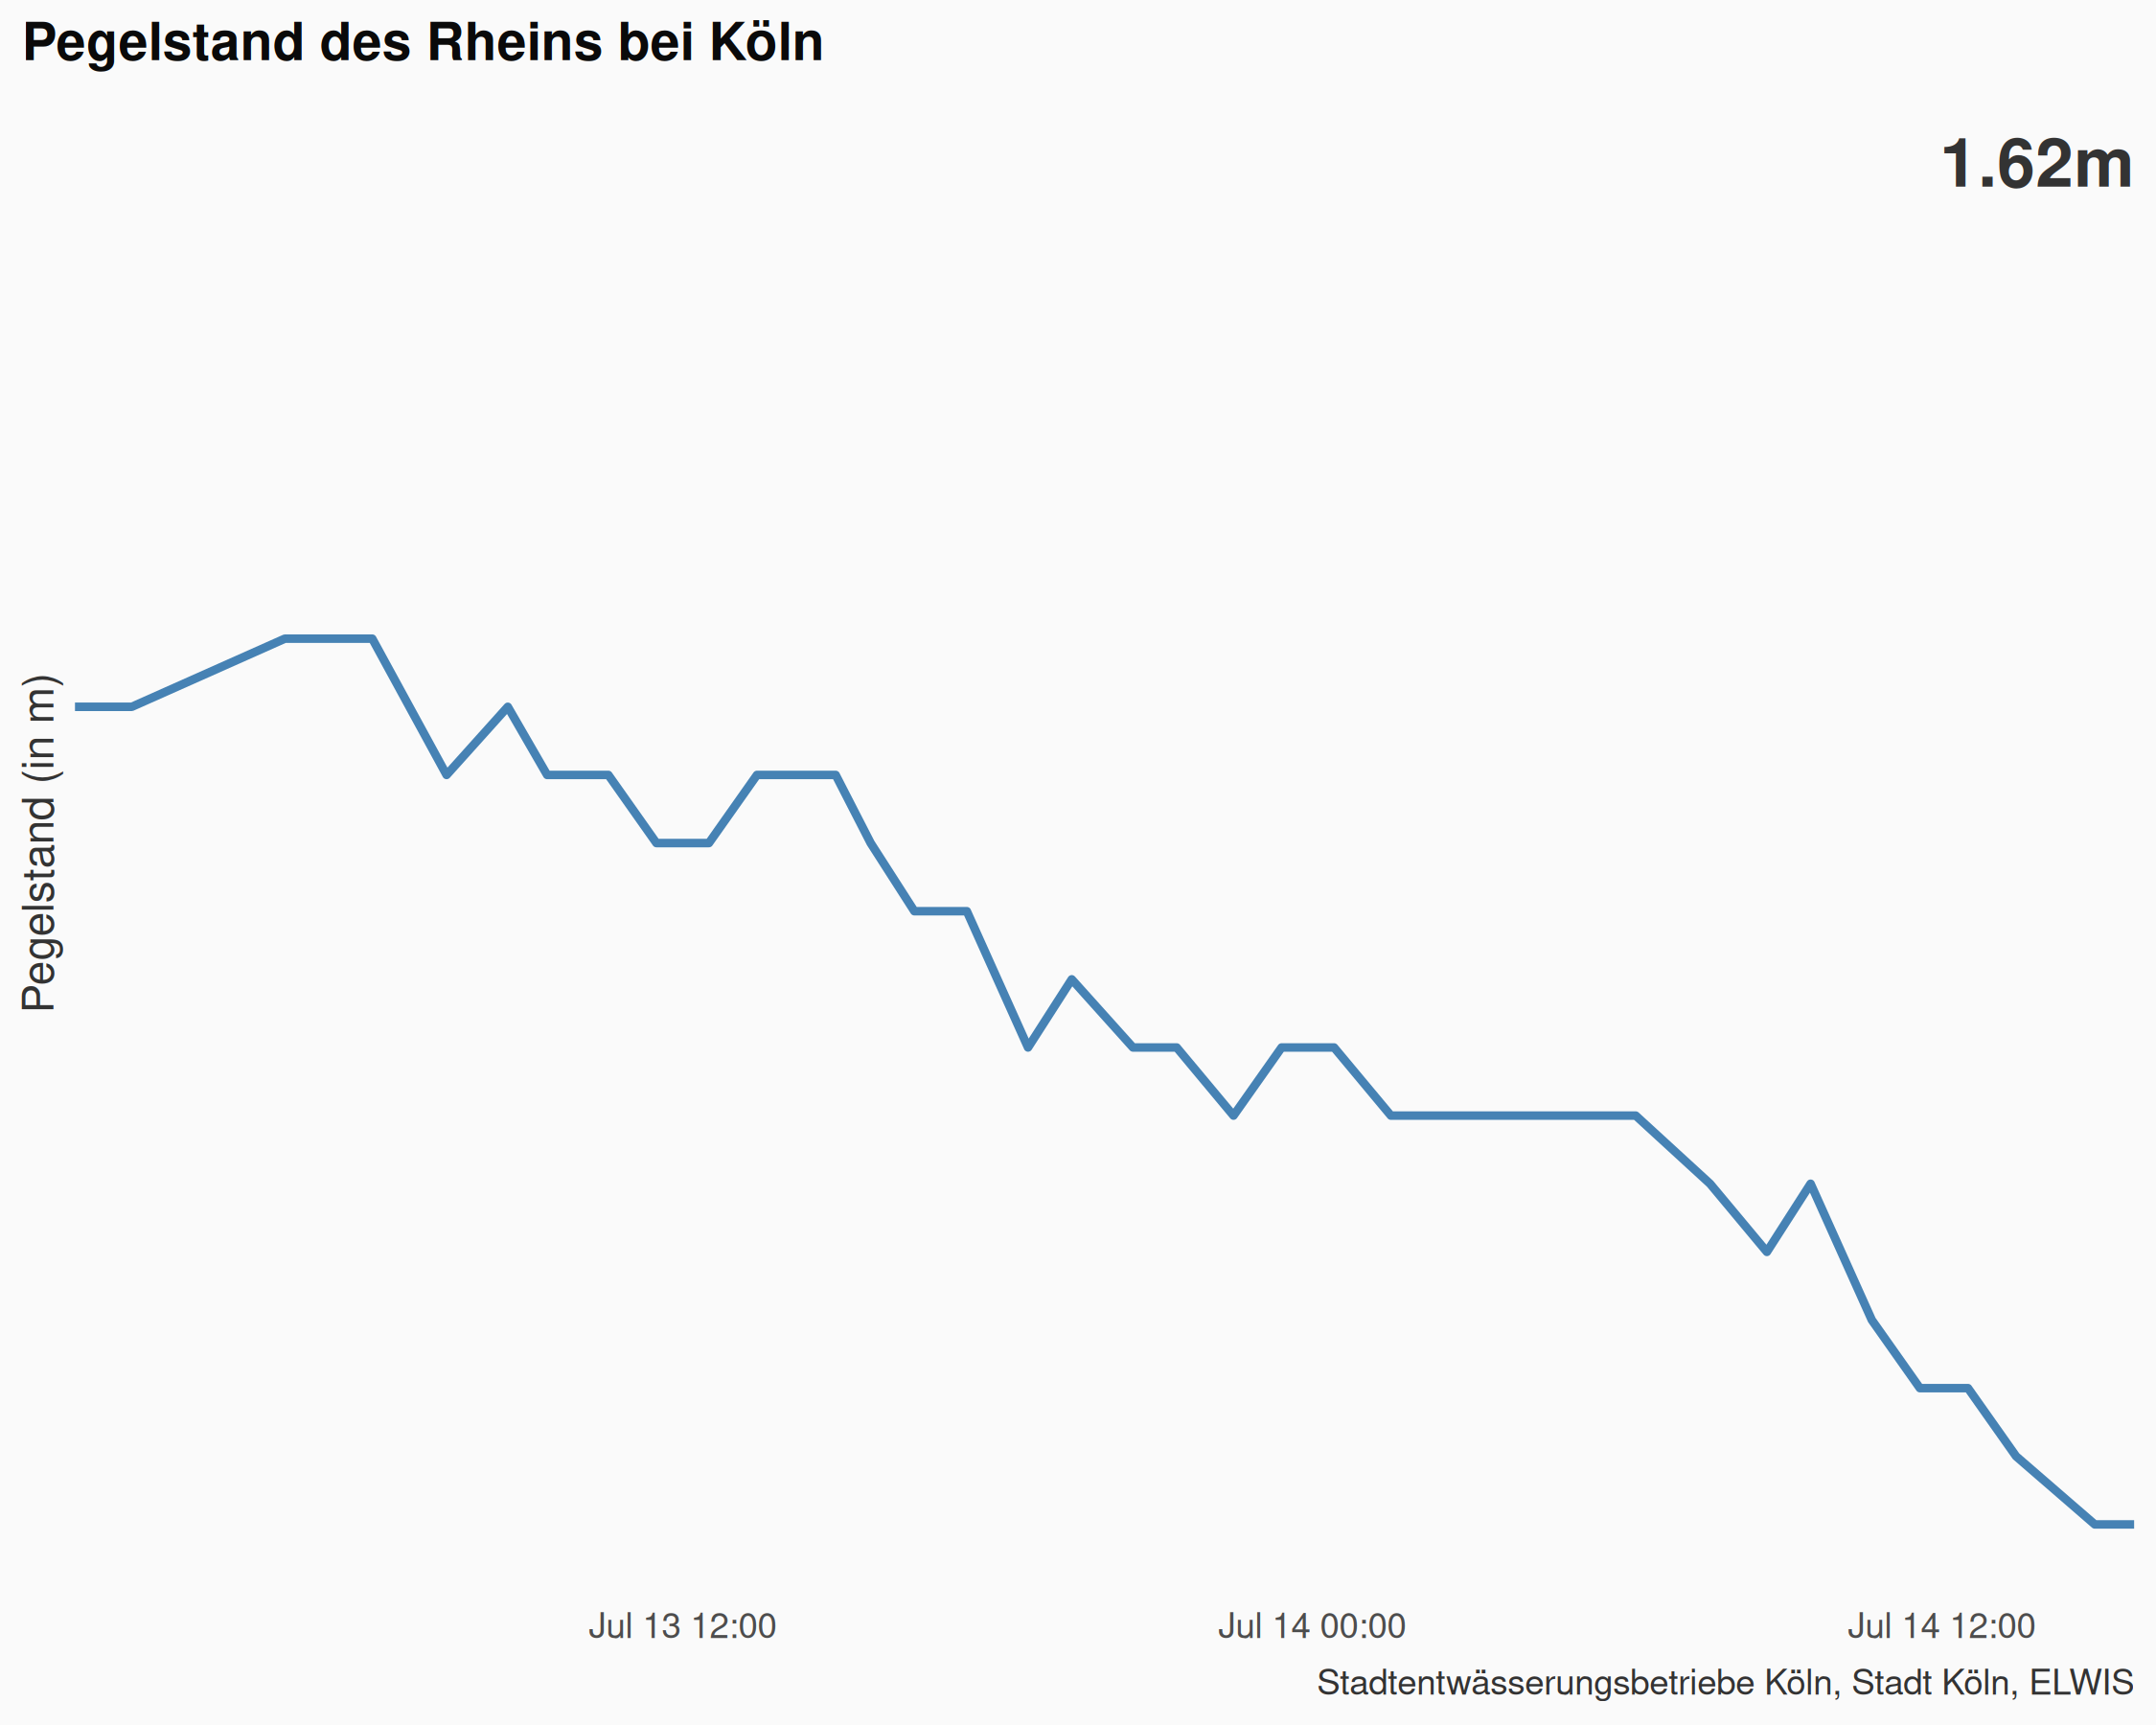 Pegelstand des Rheins bei Köln
1.62m
Pegelstand (in m)
Jul 13 12:00
Jul 14 00:00
Jul 14 12:00
Stadtentwässerungsbetriebe Köln, Stadt Köln, ELWIS